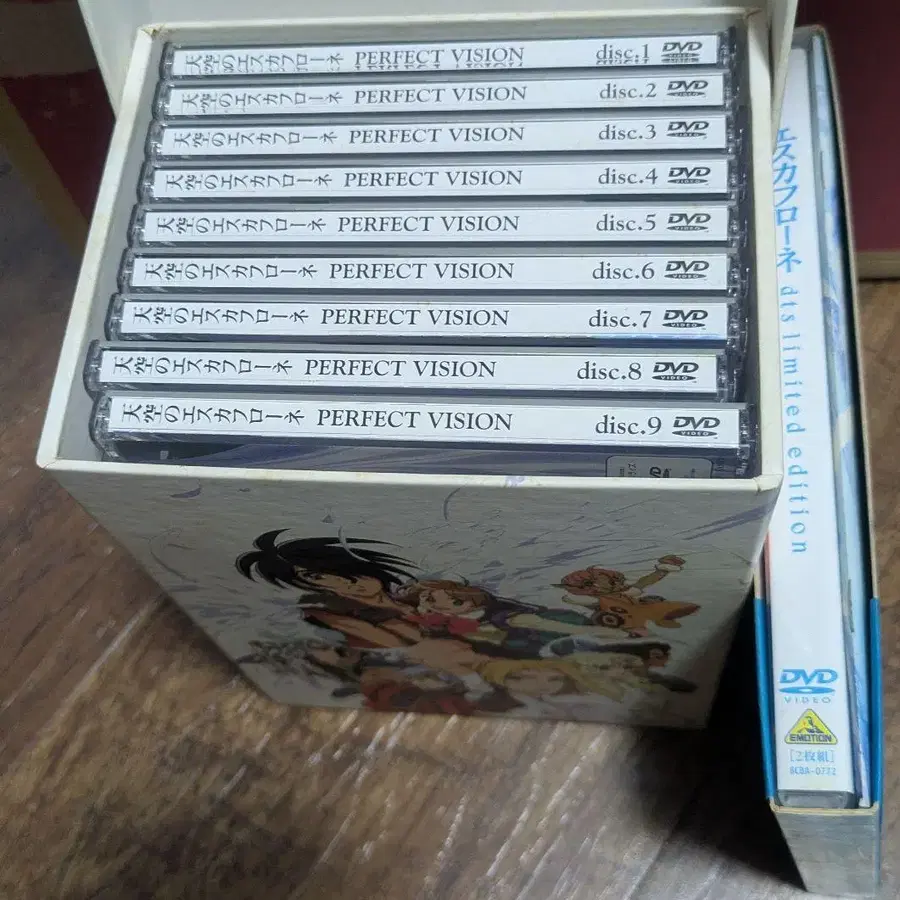 天空のエスカフローネ PERFECT VISION disc.1 DVD VIDEO
天空のエスカフローネ PERFECT VISION disc.2 DVD VIDEO
天空のエスカフローネ PERFECT VISION disc.3 DVD VIDEO
天空のエスカフローネ PERFECT VISION disc.4 DVD VIDEO
天空のエスカフローネ PERFECT VISION disc.5 DVD VIDEO
天空のエスカフローネ PERFECT VISION disc.6 DVD VIDEO
天空のエスカフローネ PERFECT VISION disc.7 DVD VIDEO
天空のエスカフローネ PERFECT VISION disc.8 DVD VIDEO
天空のエスカフローネ PERFECT VISION disc.9 DVD VIDEO
エスカフローネ dts limited edition
DVD
VIDEO
EMOTION
[2枚組]
BCBA-0772